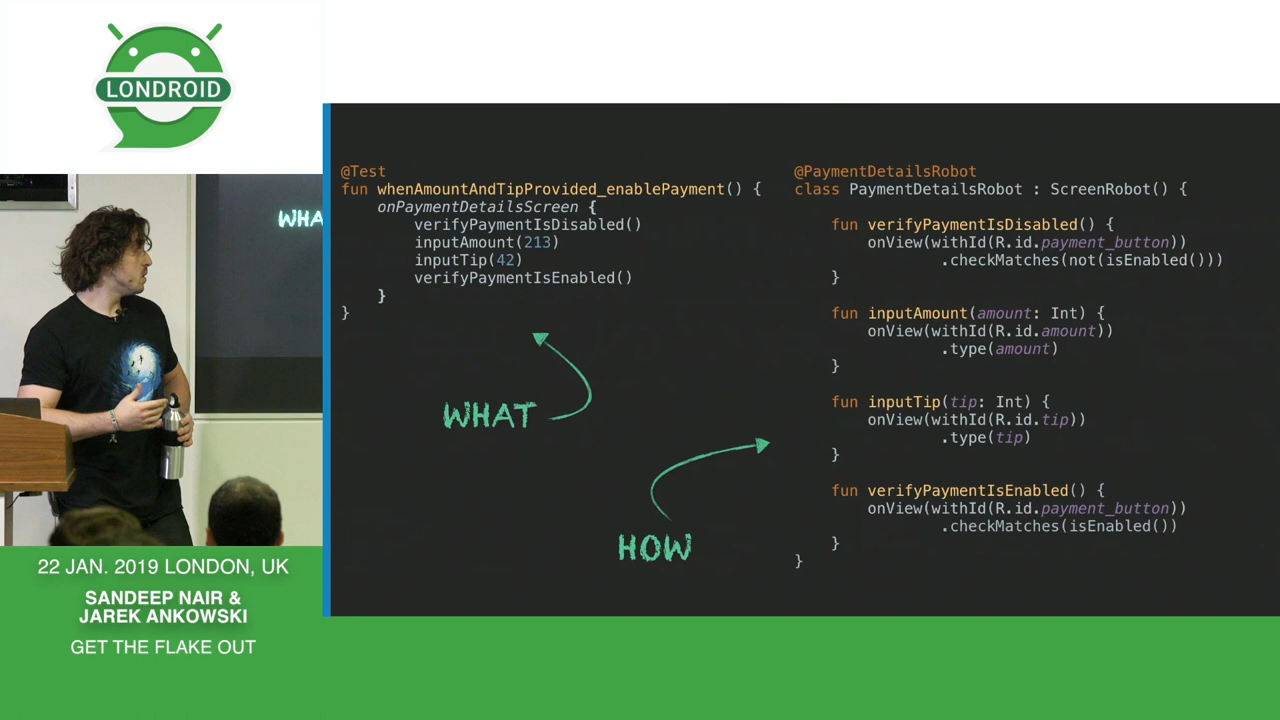 LONDROID
WHA
22 JAN. 2019 LONDON, UK
SANDEEP NAIR &
JAREK ANKOWSKI
GET THE FLAKE OUT
@Test
fun whenAmountAndTipProvided_enablePayment() {
onPaymentDetailsScreen {
verifyPaymentIsDisabled()
inputAmount(213)
inputTip(42)
verifyPaymentIsEnabled()
}
}
WHAT
HOW
@PaymentDetailsRobot
class PaymentDetailsRobot : ScreenRobot() {
fun verifyPaymentIsDisabled() {
onView(withId(R.id.payment_button))
.checkMatches(not(isEnabled()))
}
fun inputAmount(amount: Int) {
onView(withId(R.id.amount))
.type(amount)
}
fun inputTip(tip: Int) {
onView(withId(R.id.tip))
.type(tip)
}
fun verifyPaymentIsEnabled() {
onView(withId(R.id.payment_button))
.checkMatches(isEnabled())
}
}